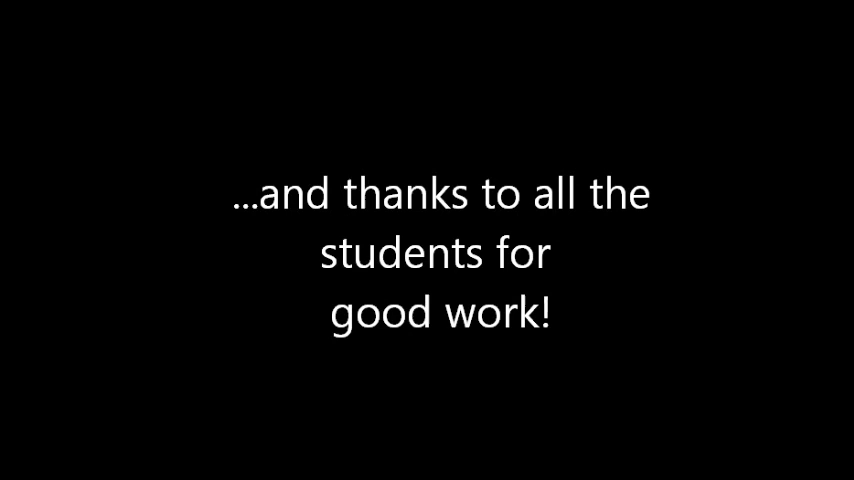 ...and thanks to all the
students for
good work!